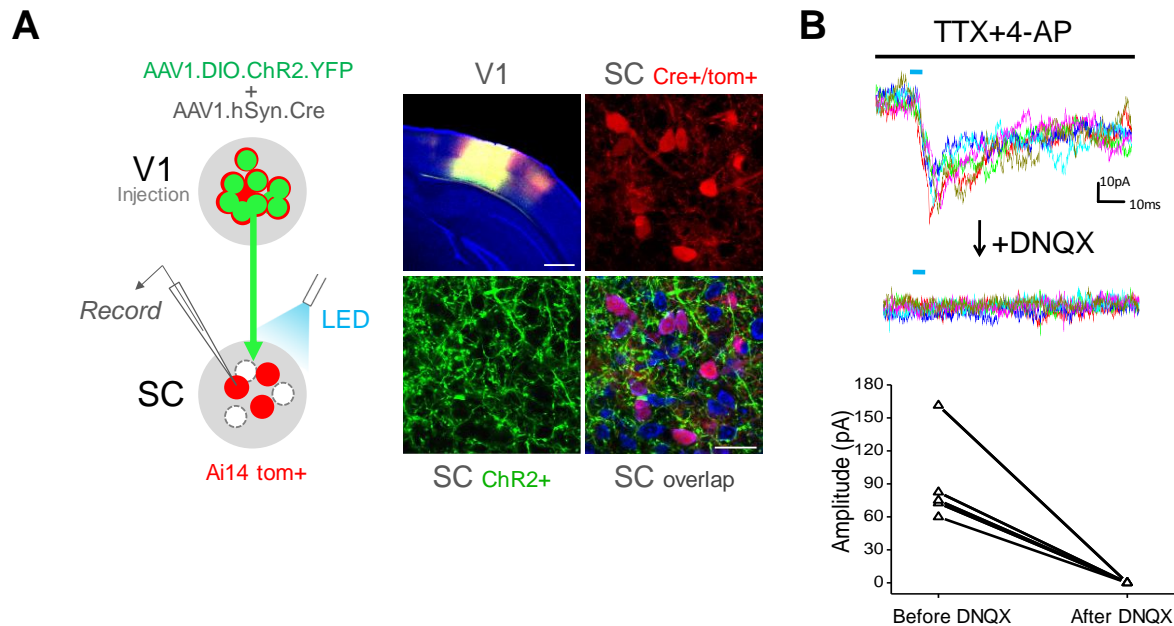 A
AAV1.DIO.ChR2.YFP
+
AAV1.hSyn.Cre
V1
Injection
Record
LED
SC
Ai14 tom+
V1
SC Cre+/tom+
SC ChR2+
SC overlap
B
TTX+4-AP
10pA
10ms
+DNQX
Amplitude (pA)
180
150
120
90
60
30
0
Before DNQX
After DNQX